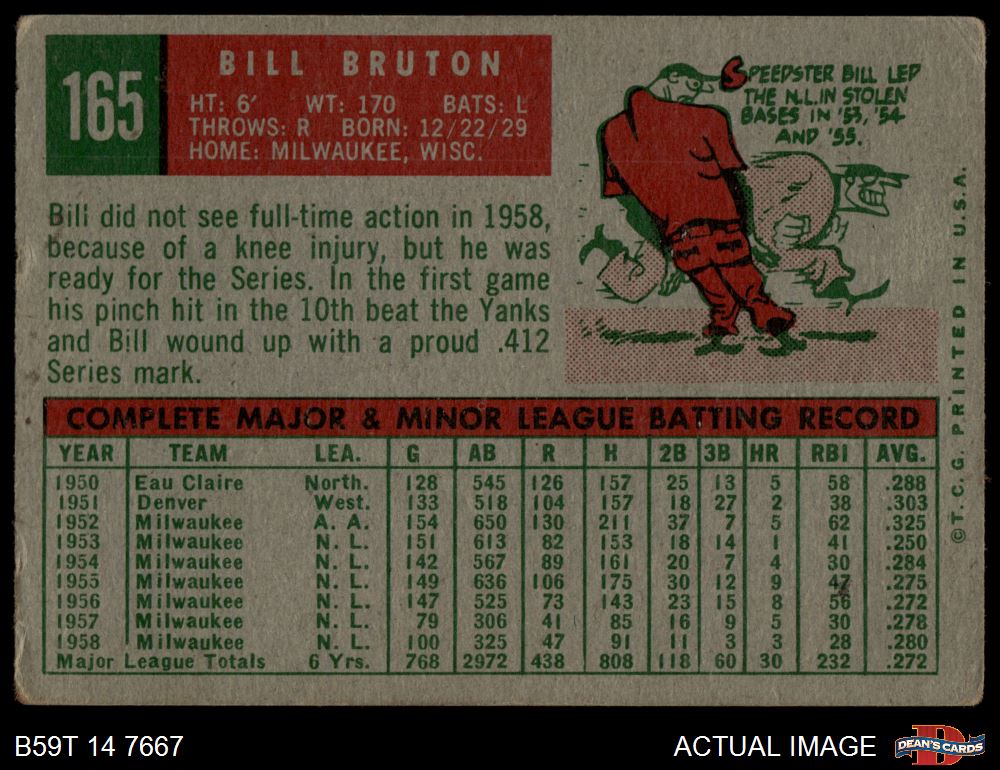 165
BILL BRUTON
HT: 6' WT: 170 BATS: L
THROWS: R BORN: 12/22/29
HOME: MILWAUKEE, WISC.
SPEEDSTER BILL LED
THE N.L. IN STOLEN
BASES IN '53, '54
AND '55.
Bill did not see full-time action in 1958,
because of a knee injury, but he was
ready for the Series. In the first game
his pinch hit in the 10th beat the Yanks
and Bill wound up with a proud .412
Series mark.
COMPLETE MAJOR & MINOR LEAGUE BATTING RECORD
YEAR TEAM LEA. G AB R H 2B 3B HR RBI AVG.
1950 Eau Claire North. 128 545 126 157 25 13 5 58 .288
1951 Denver West. 133 518 104 157 18 27 2 38 .303
1952 Milwaukee A. A. 154 650 130 211 37 7 5 62 .325
1953 Milwaukee N. L. 151 613 82 153 18 14 1 41 .250
1954 Milwaukee N. L. 142 567 89 161 20 7 4 30 .284
1955 Milwaukee N. L. 149 636 106 175 30 12 9 47 .275
1956 Milwaukee N. L. 147 525 73 143 23 15 8 56 .272
1957 Milwaukee N. L. 79 306 41 85 16 9 5 30 .278
1958 Milwaukee N. L. 100 325 47 91 11 3 3 28 .280
Major League Totals 6 Yrs. 768 2972 438 808 118 60 30 232 .272
©T. C. G. PRINTED IN U.S.A.
B59T 14 7667
ACTUAL IMAGE
D
DEAN'S CARDS